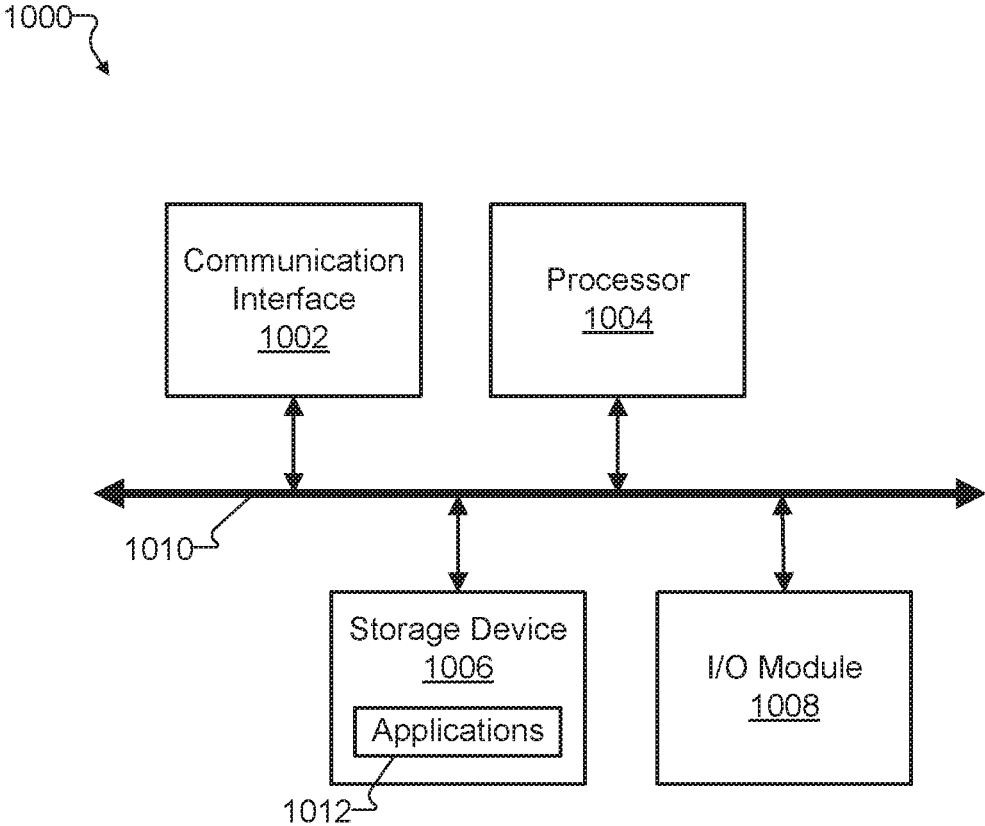 1000
Communication
Interface
1002
Processor
1004
1010
Storage Device
1006
Applications
1012
I/O Module
1008